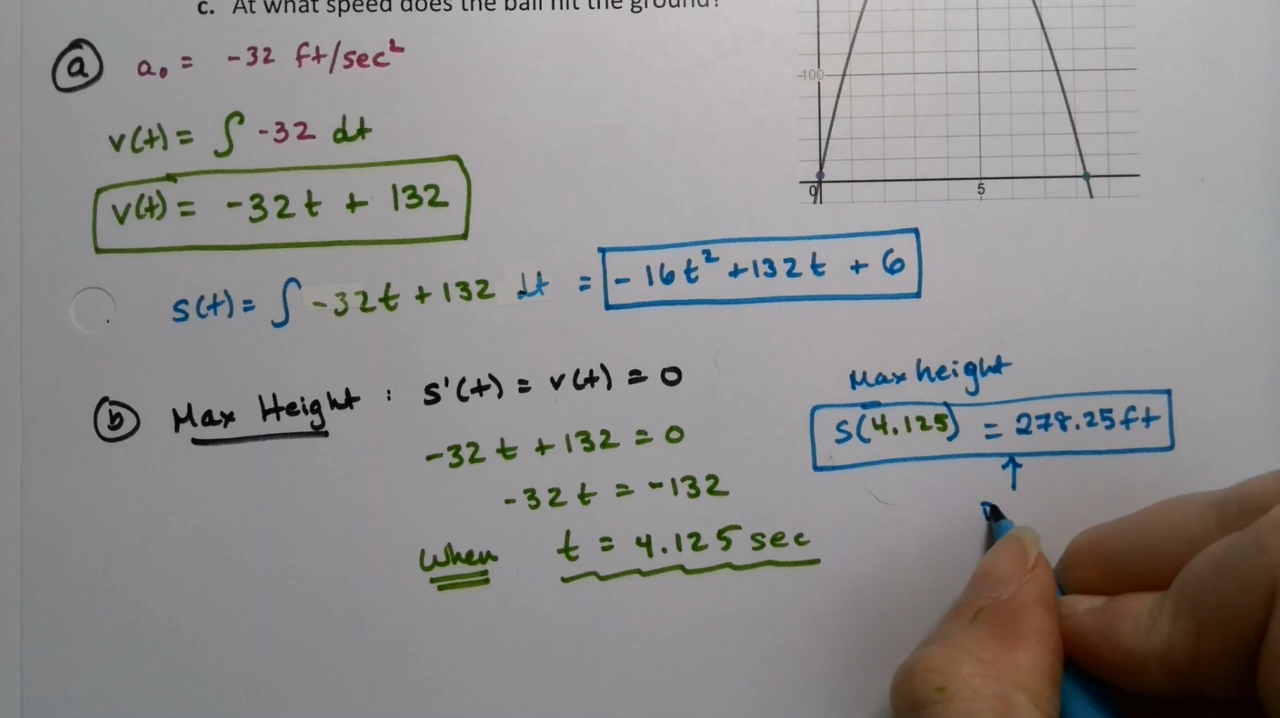 c. At what speed does the ball hit the ground?
a a₀ = -32 ft/sec²
v(t) = ∫ -32 dt
v(t) = -32t + 132
s(t) = ∫ -32t + 132 dt = -16t² + 132t + 6
b Max Height : s'(t) = v(t) = 0
-32t + 132 = 0
-32t = -132
When t = 4.125 sec
Max height
s(4.125) = 278.25ft
-100
0 5